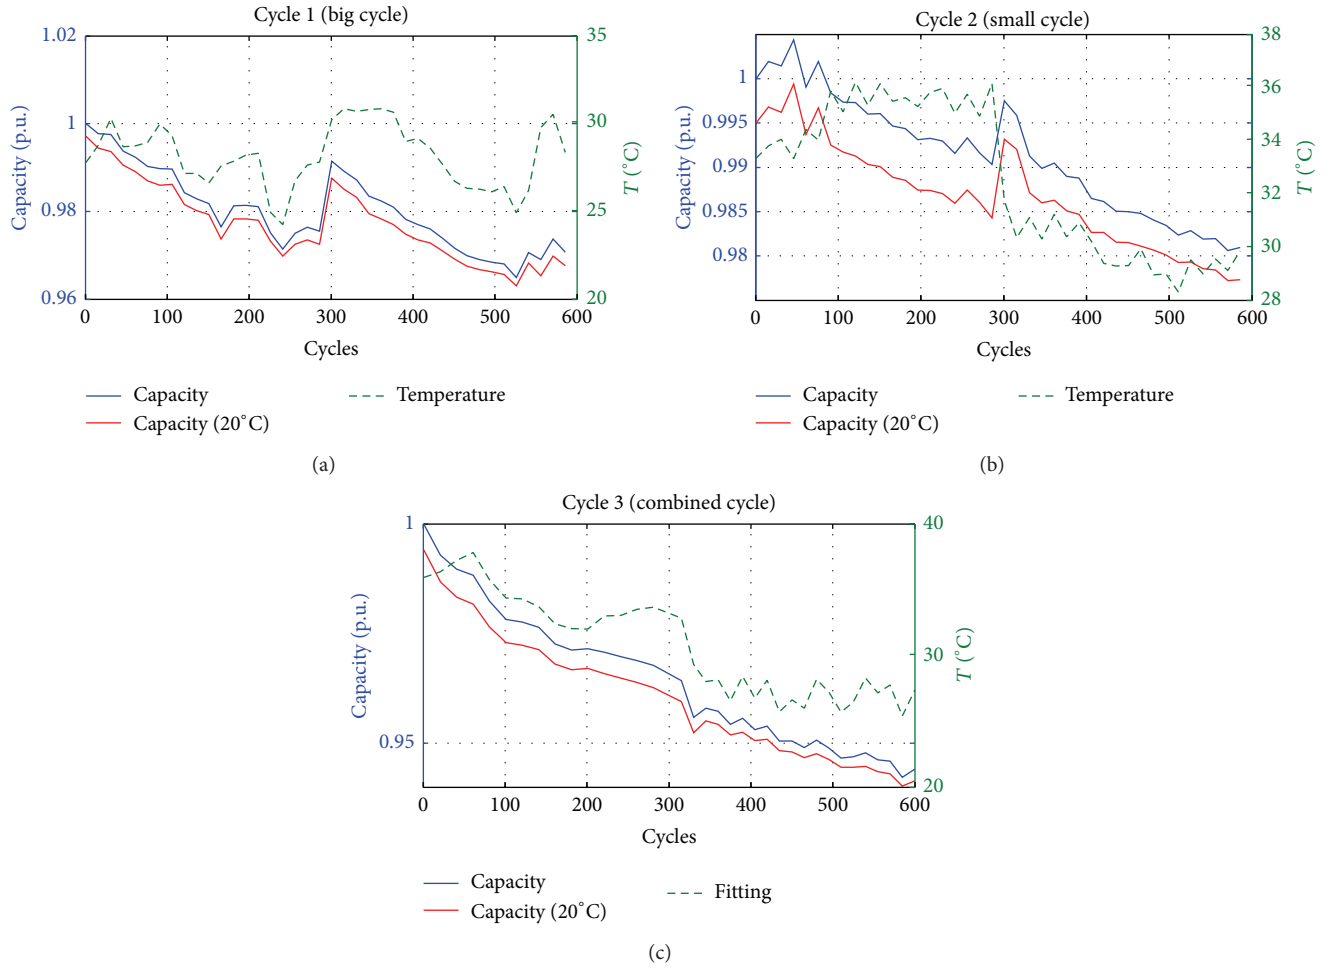 Cycle 1 (big cycle)
1.02
1
0.98
0.96
Capacity (p.u.)
35
30
25
20
T (°C)
0 100 200 300 400 500 600
Cycles
Capacity
Capacity (20°C)
Temperature
(a)
Cycle 2 (small cycle)
1
0.995
0.99
0.985
0.98
Capacity (p.u.)
38
36
34
32
30
28
T (°C)
0 100 200 300 400 500 600
Cycles
Capacity
Capacity (20°C)
Temperature
(b)
Cycle 3 (combined cycle)
1
0.95
Capacity (p.u.)
40
30
20
T (°C)
0 100 200 300 400 500 600
Cycles
Capacity
Capacity (20°C)
Fitting
(c)